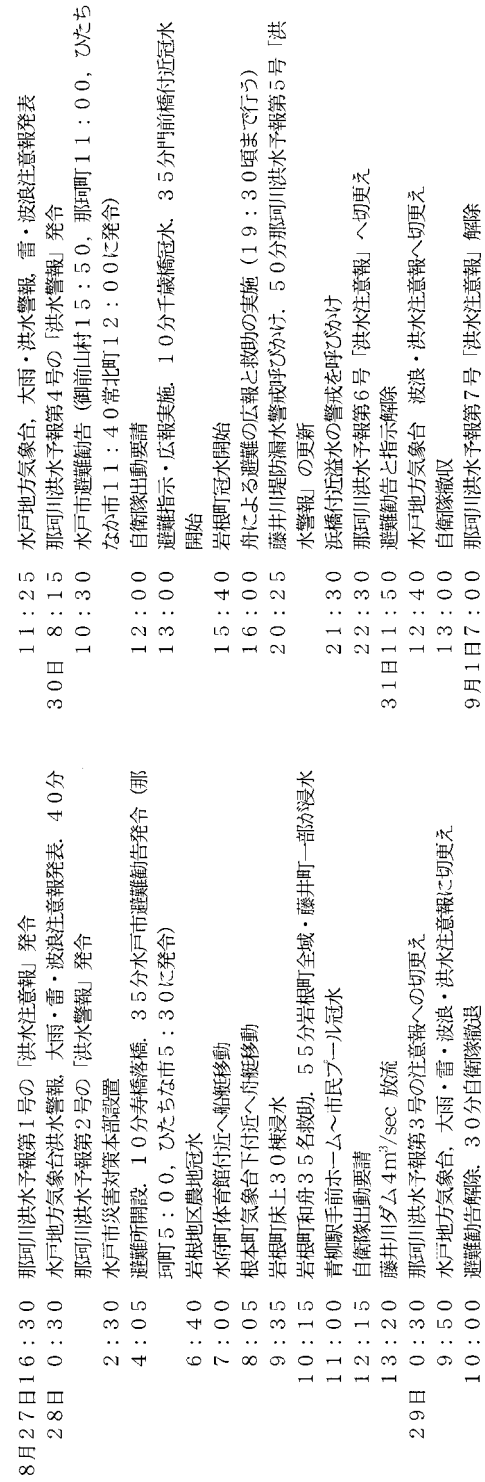 8月27日16:30 那珂川洪水予報第1号の「洪水注意報」発令
28日 0:30 水戸地方気象台洪水警報,大雨・雷・波浪注意報発表.40分
那珂川洪水予報第2号の「洪水警報」発令
2:30 水戸市災害対策本部設置
4:05 避難所開設.10分寿橋落橋.35分水戸市避難勧告発令(那
珂町5:00,ひたちな市5:30に発令)
6:40 岩根地区農地冠水
7:00 水付町体育館付近へ船艇移動
8:05 根本町気象台下付近へ舟艇移動
9:35 岩根町床上30棟浸水
10:15 岩根町和舟35名救助.55分岩根町全域・藤井町一部が浸水
11:00 青柳駅手前ホーム〜市民プール冠水
12:15 自衛隊出動要請
13:20 藤井川ダム4m³/sec 放流
29日 0:30 那珂川洪水予報第3号の注意報への切更え
9:50 水戸地方気象台,大雨・雷・波浪・洪水注意報に切更え
10:00 避難勧告解除.30分自衛隊撤退
11:25 水戸地方気象台,大雨・洪水警報,雷・波浪注意報発表
30日 8:15 那珂川洪水予報第4号の「洪水警報」発令
10:30 水戸市避難勧告(御前山村15:50,那珂町11:00,ひたち
なか市11:40常北町12:00に発令)
12:00 自衛隊出動要請
13:00 避難指示・広報実施.10分千歳橋冠水.35分門前橋付近冠水
開始
15:40 岩根町冠水開始
16:00 舟による避難の広報と救助の実施(19:30頃まで行う)
20:25 藤井川堤防漏水警戒呼びかけ.50分那珂川洪水予報第5号「洪
水警報」の更新
21:30 浜橋付近溢水の警戒を呼びかけ
22:30 那珂川洪水予報第6号「洪水注意報」へ切更え
31日11:50 避難勧告と指示解除
12:40 水戸地方気象台 波浪・洪水注意報へ切更え
13:00 自衛隊撤収
9月1日7:00 那珂川洪水予報第7号「洪水注意報」解除